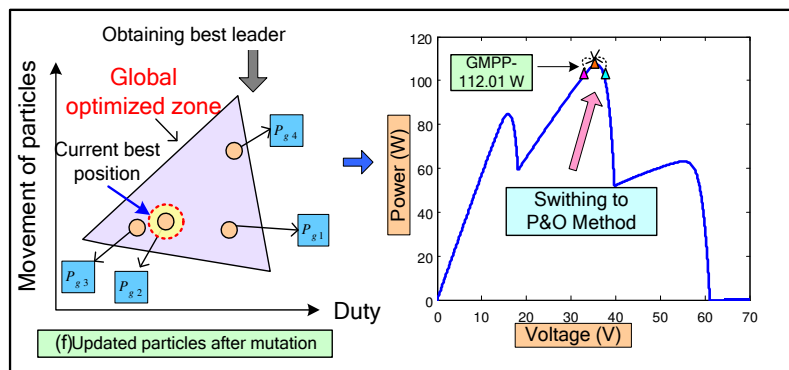 Obtaining best leader
Global
optimized zone
Current best
position
Movement of particles
P g 4
P g 1
P g 3
P g 2
Duty
(f)Updated particles after mutation
GMPP-
112.01 W
Swithing to
P&O Method
Power (W)
120
100
80
60
40
20
0
0 10 20 30 40 50 60 70
Voltage (V)